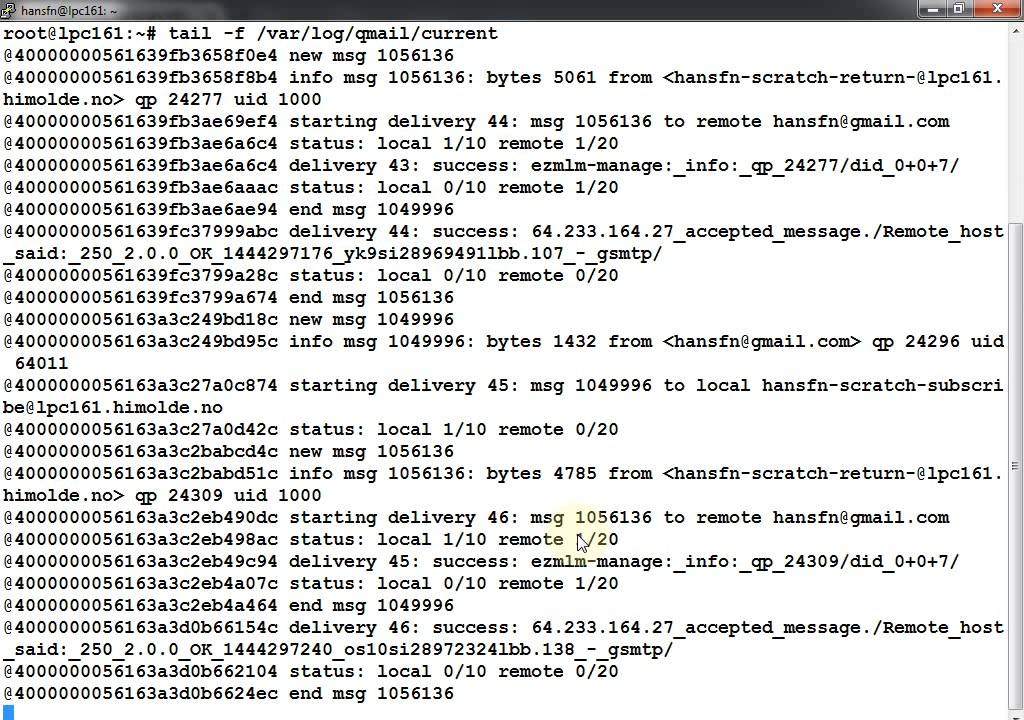 hansfn@lpc161: ~
root@lpc161:~# tail -f /var/log/qmail/current
@40000000561639fb3658f0e4 new msg 1056136
@40000000561639fb3658f8b4 info msg 1056136: bytes 5061 from <hansfn-scratch-return-@lpc161.
himolde.no> qp 24277 uid 1000
@40000000561639fb3ae69ef4 starting delivery 44: msg 1056136 to remote hansfn@gmail.com
@40000000561639fb3ae6a6c4 status: local 1/10 remote 1/20
@40000000561639fb3ae6a6c4 delivery 43: success: ezmlm-manage:_info:_qp_24277/did_0+0+7/
@40000000561639fb3ae6aaac status: local 0/10 remote 1/20
@40000000561639fb3ae6ae94 end msg 1049996
@40000000561639fc37999abc delivery 44: success: 64.233.164.27_accepted_message./Remote_host
_said:_250_2.0.0_OK_1444297176_yk9si28969491lbb.107_-_gsmtp/
@40000000561639fc3799a28c status: local 0/10 remote 0/20
@40000000561639fc3799a674 end msg 1056136
@4000000056163a3c249bd18c new msg 1049996
@4000000056163a3c249bd95c info msg 1049996: bytes 1432 from <hansfn@gmail.com> qp 24296 uid
 64011
@4000000056163a3c27a0c874 starting delivery 45: msg 1049996 to local hansfn-scratch-subscri
be@lpc161.himolde.no
@4000000056163a3c27a0d42c status: local 1/10 remote 0/20
@4000000056163a3c2babcd4c new msg 1056136
@4000000056163a3c2babd51c info msg 1056136: bytes 4785 from <hansfn-scratch-return-@lpc161.
himolde.no> qp 24309 uid 1000
@4000000056163a3c2eb490dc starting delivery 46: msg 1056136 to remote hansfn@gmail.com
@4000000056163a3c2eb498ac status: local 1/10 remote 1/20
@4000000056163a3c2eb49c94 delivery 45: success: ezmlm-manage:_info:_qp_24309/did_0+0+7/
@4000000056163a3c2eb4a07c status: local 0/10 remote 1/20
@4000000056163a3c2eb4a464 end msg 1049996
@4000000056163a3d0b66154c delivery 46: success: 64.233.164.27_accepted_message./Remote_host
_said:_250_2.0.0_OK_1444297240_os10si28972324lbb.138_-_gsmtp/
@4000000056163a3d0b662104 status: local 0/10 remote 0/20
@4000000056163a3d0b6624ec end msg 1056136